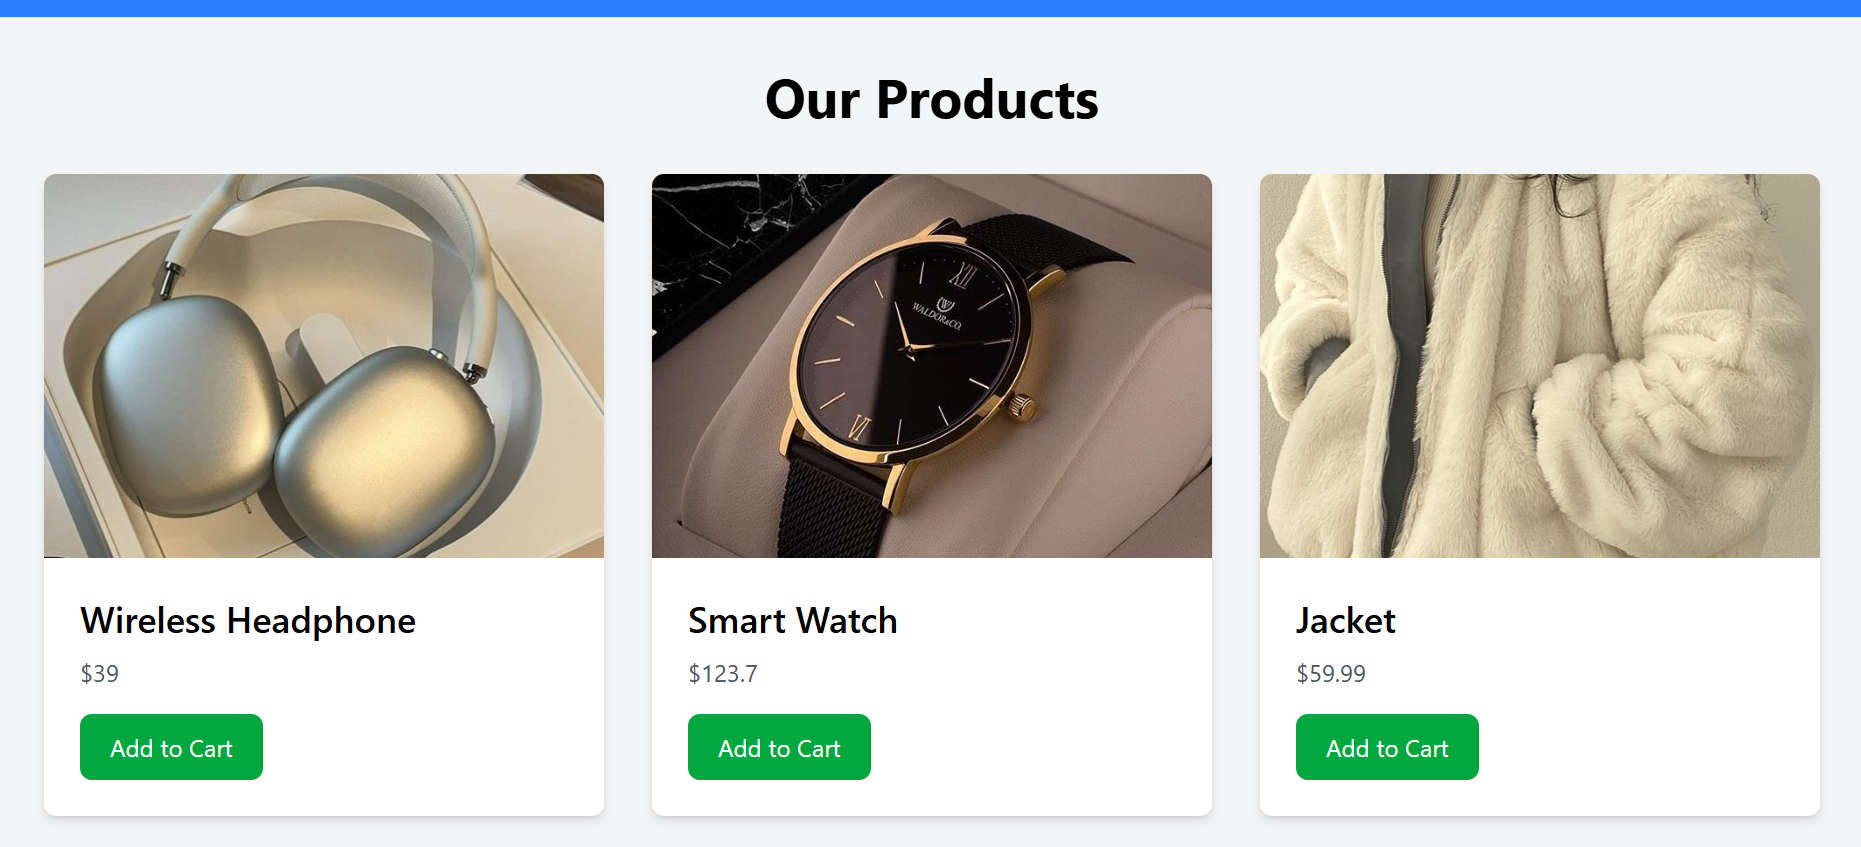 Our Products
XII
W
WALDOR&CO.
VI
Wireless Headphone
$39
Add to Cart
Smart Watch
$123.7
Add to Cart
Jacket
$59.99
Add to Cart